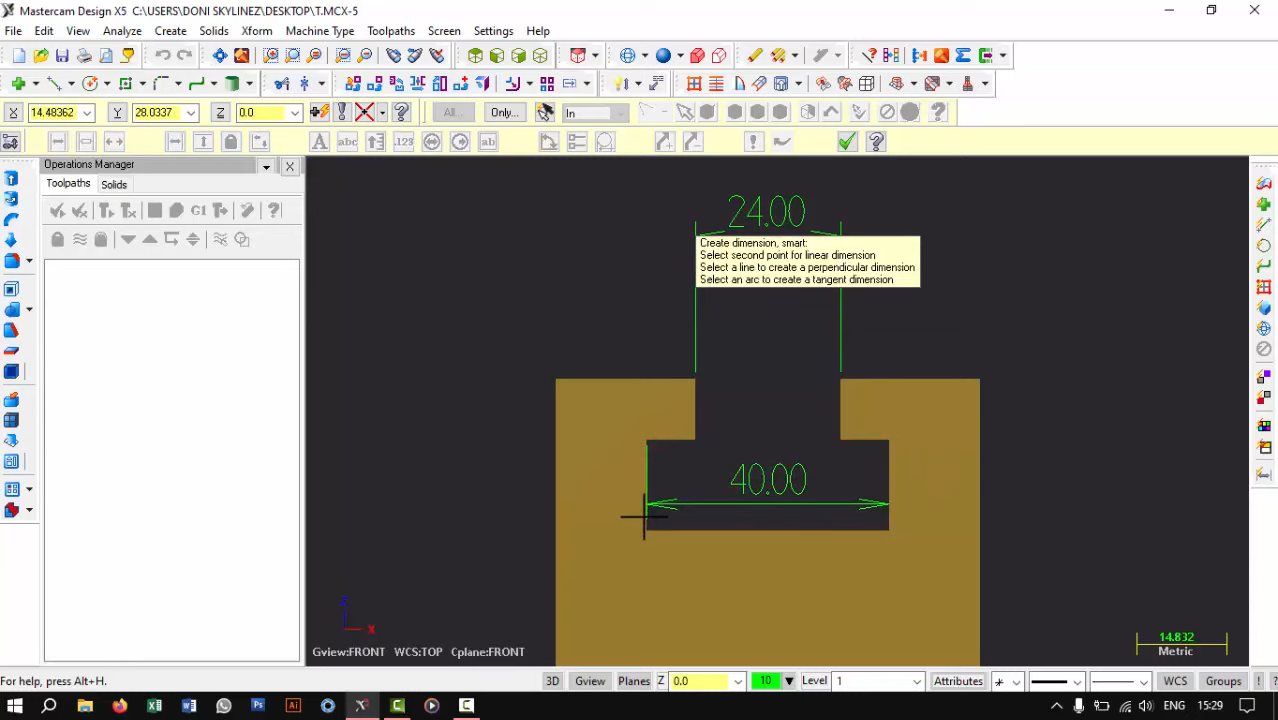 Mastercam Design X5 C:\USERS\DONI SKYLINEZ\DESKTOP\T.MCX-5
File Edit View Analyze Create Solids Xform Machine Type Toolpaths Screen Settings Help
X 14.48362 Y 28.0337 Z 0.0 All... Only... In
A abc .123 ab
Operations Manager
Toolpaths Solids
G1
24.00
Create dimension, smart:
Select second point for linear dimension
Select a line to create a perpendicular dimension
Select an arc to create a tangent dimension
40.00
Z
X
14.832
Metric
Gview:FRONT WCS:TOP Cplane:FRONT
For help, press Alt+H.
3D Gview Planes Z 0.0 10 Level 1 Attributes WCS Groups ! ?
ENG 15:29